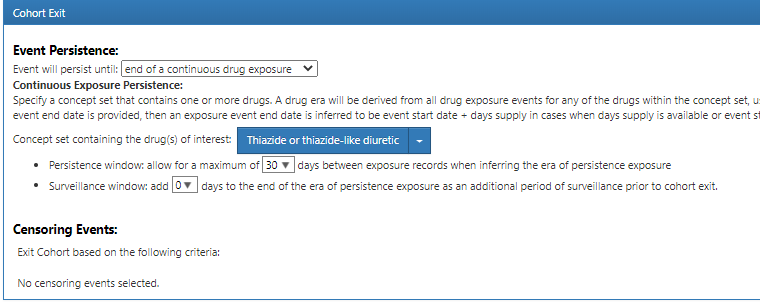 Cohort Exit
Event Persistence:
Event will persist until: end of a continuous drug exposure
Continuous Exposure Persistence:
Specify a concept set that contains one or more drugs. A drug era will be derived from all drug exposure events for any of the drugs within the concept set, u
event end date is provided, then an exposure event end date is inferred to be event start date + days supply in cases when days supply is available or event st
Concept set containing the drug(s) of interest: Thiazide or thiazide-like diuretic
• Persistence window: allow for a maximum of 30 ▼ days between exposure records when inferring the era of persistence exposure
• Surveillance window: add 0 ▼ days to the end of the era of persistence exposure as an additional period of surveillance prior to cohort exit.
Censoring Events:
Exit Cohort based on the following criteria:
No censoring events selected.